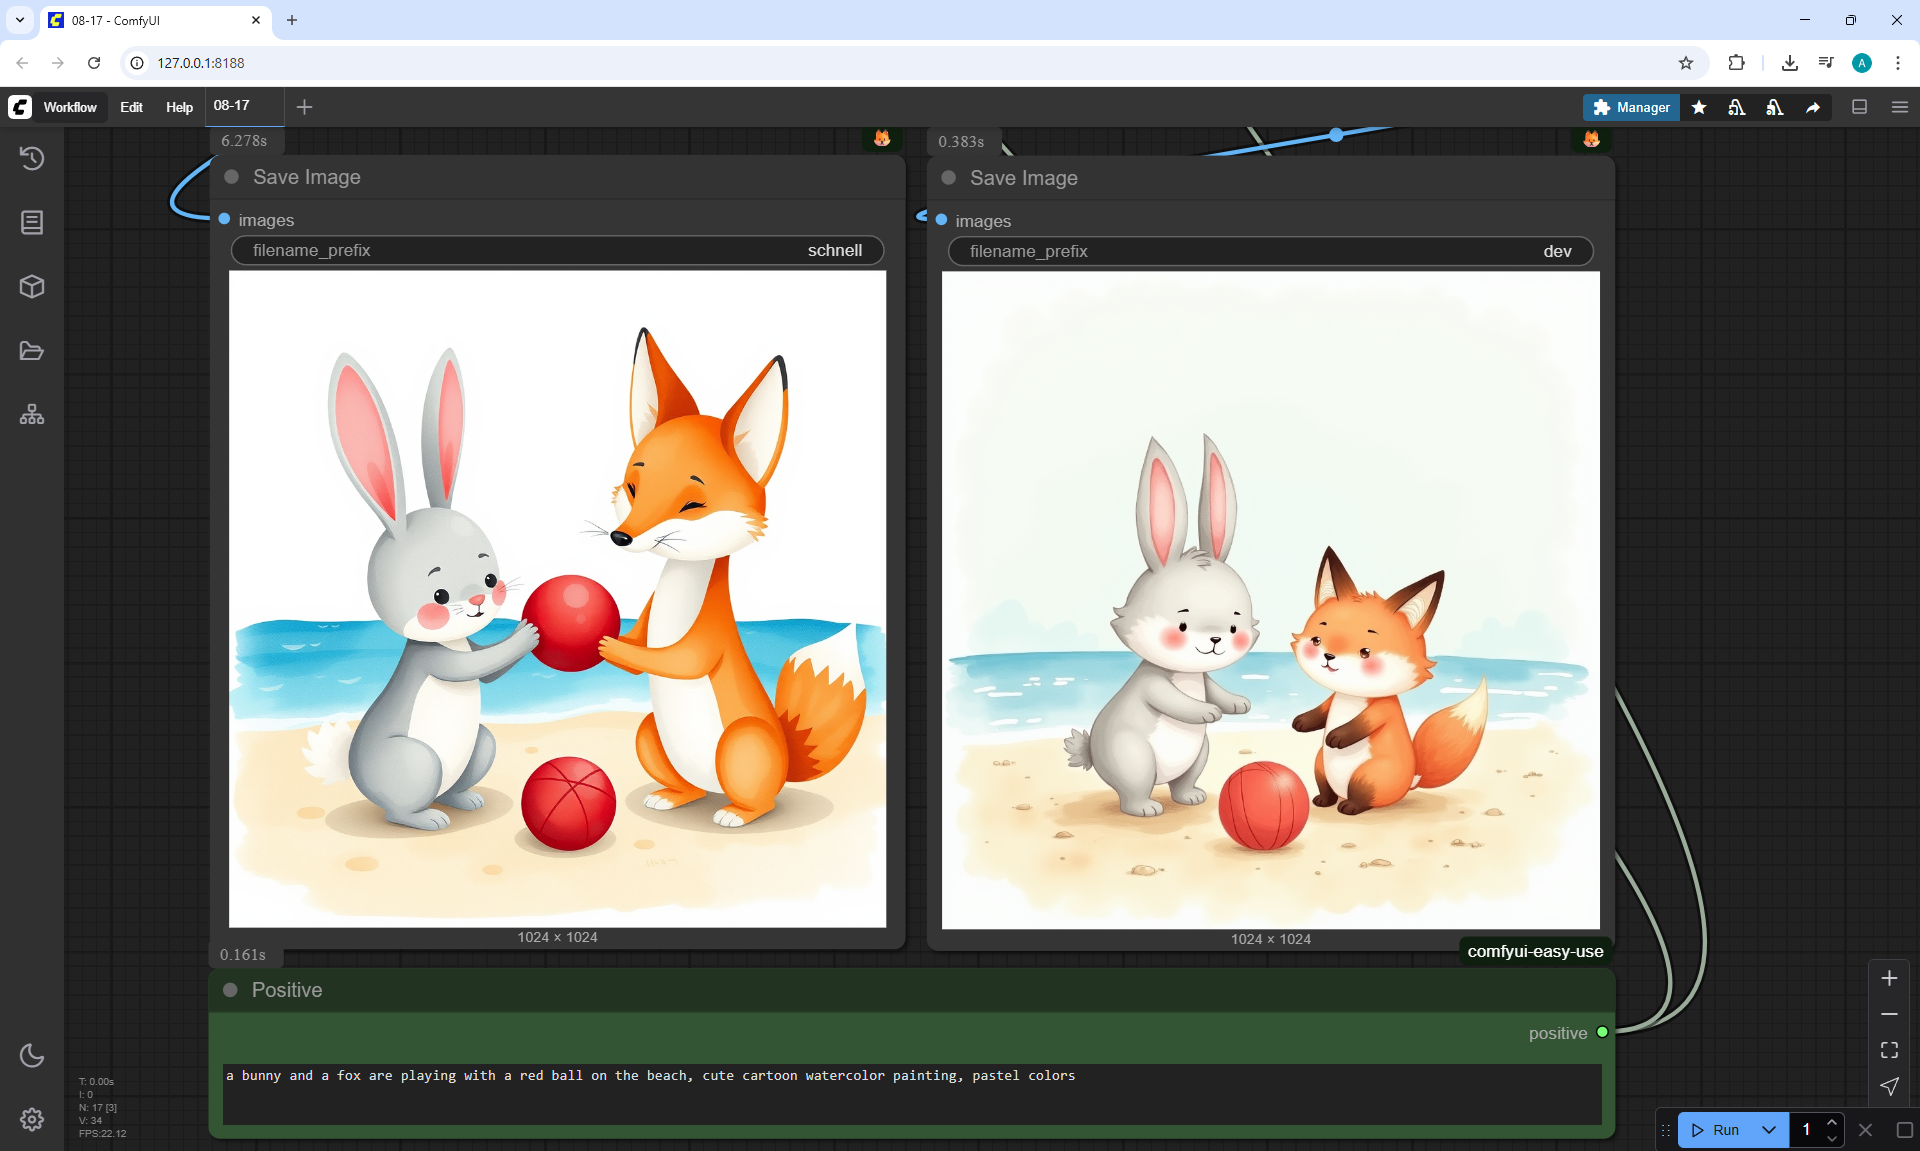 08-17 - ComfyUI
127.0.0.1:8188
Workflow Edit Help 08-17 Manager
6.278s
0.383s
Save Image
images
filename_prefix schnell
1024 × 1024
Save Image
images
filename_prefix dev
1024 × 1024
comfyui-easy-use
0.161s
Positive
positive
a bunny and a fox are playing with a red ball on the beach, cute cartoon watercolor painting, pastel colors
T: 0.00s
I: 0
N: 17 [3]
V: 34
FPS:22.12
Run 1
A